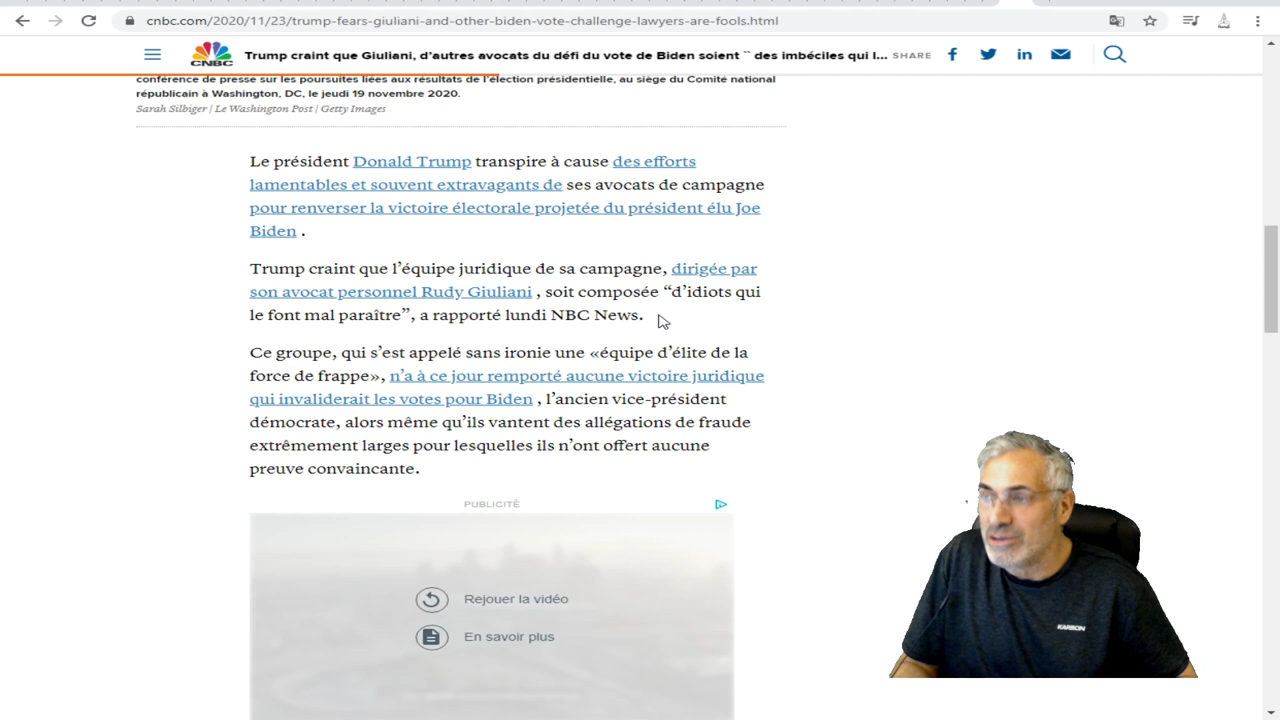 cnbc.com/2020/11/23/trump-fears-giuliani-and-other-biden-vote-challenge-lawyers-are-fools.html
CNBC
Trump craint que Giuliani, d’autres avocats du défi du vote de Biden soient `` des imbéciles qui l... SHARE
conférence de presse sur les poursuites liées aux résultats de l’élection présidentielle, au siège du Comité national
républicain à Washington, DC, le jeudi 19 novembre 2020.
Sarah Silbiger | Le Washington Post | Getty Images
Le président Donald Trump transpire à cause des efforts
lamentables et souvent extravagants de ses avocats de campagne
pour renverser la victoire électorale projetée du président élu Joe
Biden .
Trump craint que l’équipe juridique de sa campagne, dirigée par
son avocat personnel Rudy Giuliani , soit composée “d’idiots qui
le font mal paraître”, a rapporté lundi NBC News.
Ce groupe, qui s’est appelé sans ironie une «équipe d’élite de la
force de frappe», n’a à ce jour remporté aucune victoire juridique
qui invaliderait les votes pour Biden , l’ancien vice-président
démocrate, alors même qu’ils vantent des allégations de fraude
extrêmement larges pour lesquelles ils n’ont offert aucune
preuve convaincante.
PUBLICITÈ
Rejouer la vidéo
En savoir plus
KARBON